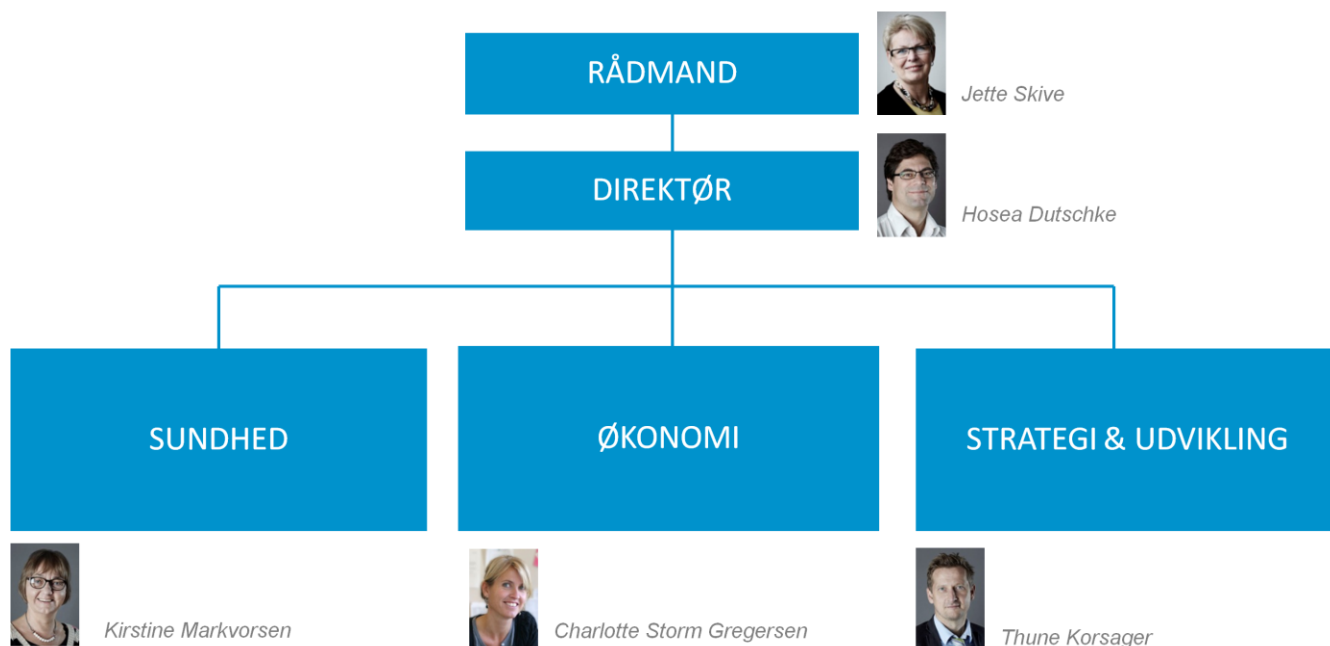 RÅDMAND
Jette Skive
DIREKTØR
Hosea Dutschke
SUNDHED
ØKONOMI
STRATEGI & UDVIKLING
Kirstine Markvorsen
Charlotte Storm Gregersen
Thune Korsager